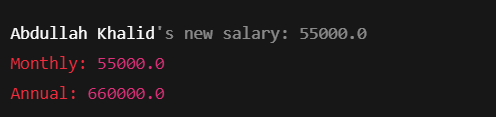 Abdullah Khalid's new salary: 55000.0
Monthly: 55000.0
Annual: 660000.0